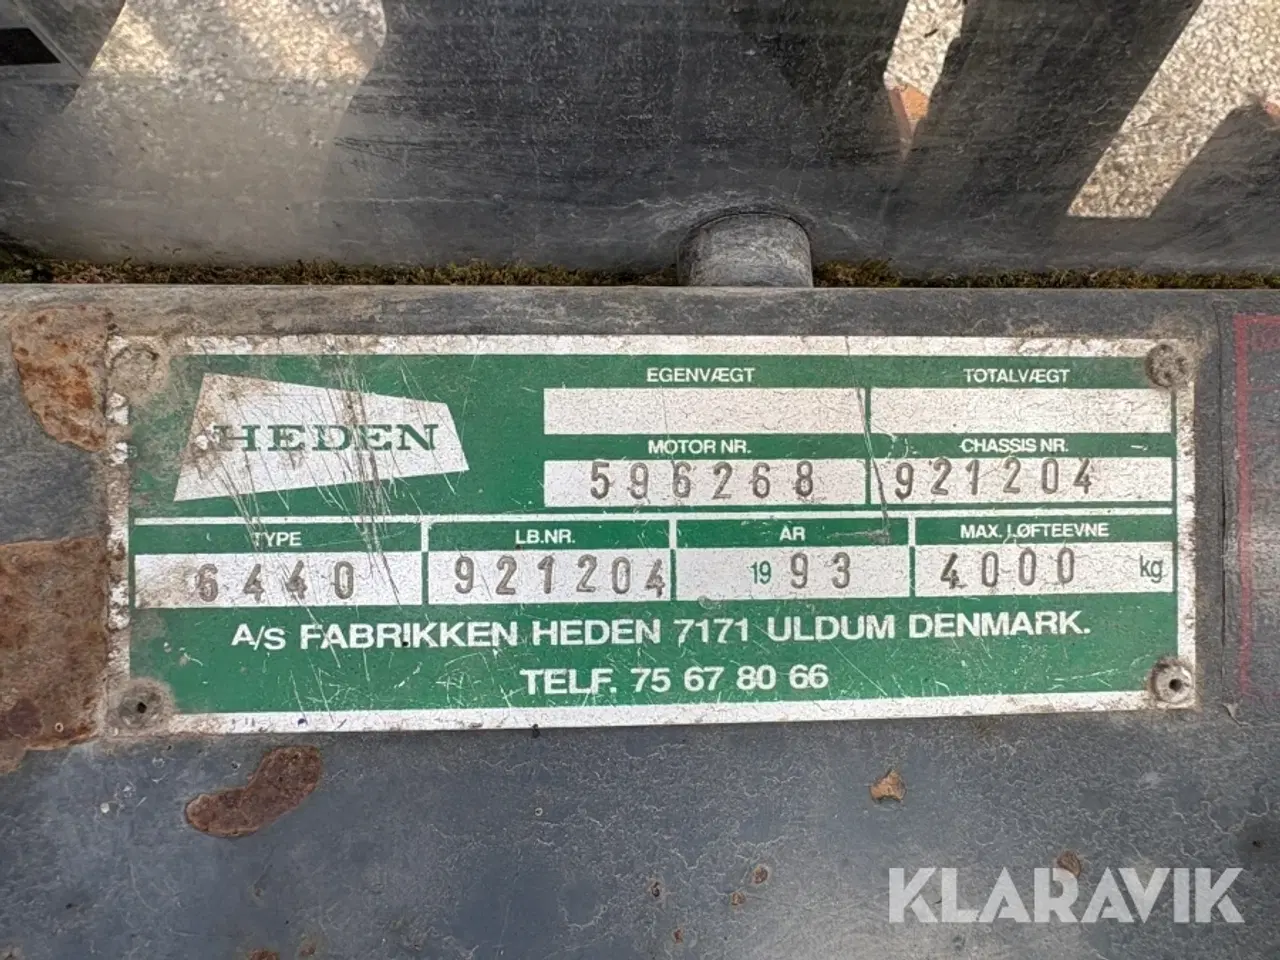 HEDEN
EGENVÆGT TOTALVÆGT
MOTOR NR. CHASSIS NR.
596268 921204
TYPE LB.NR. ÅR MAX. LØFTEEVNE
6440 921204 1993 4000 kg
A/S FABRIKKEN HEDEN 7171 ULDUM DENMARK.
TELF. 75 67 80 66
KLARAVIK